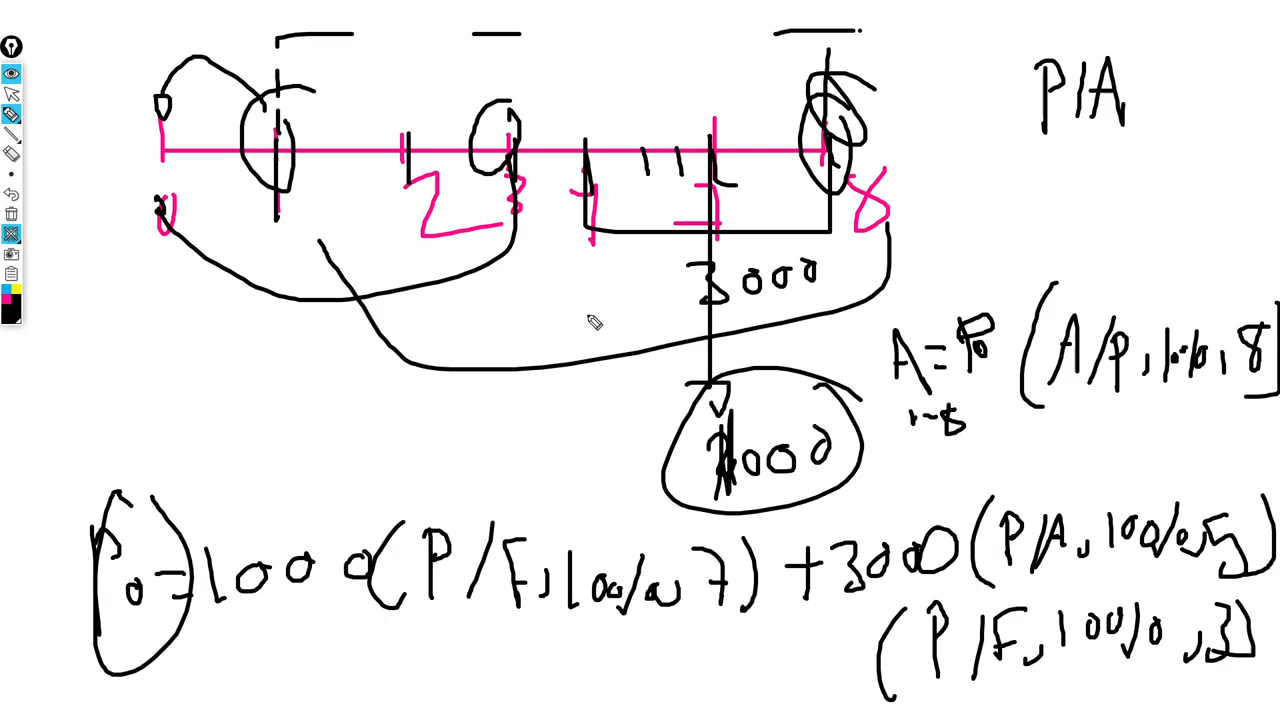 P/A
0 2 3 4 7 8
3000
A = P0 (A/P, 10%, 8)
1-8
1000
P0 = 1000 (P/F, 10%, 7) + 3000 (P/A, 10%, 5)
(P/F, 10%, 3)